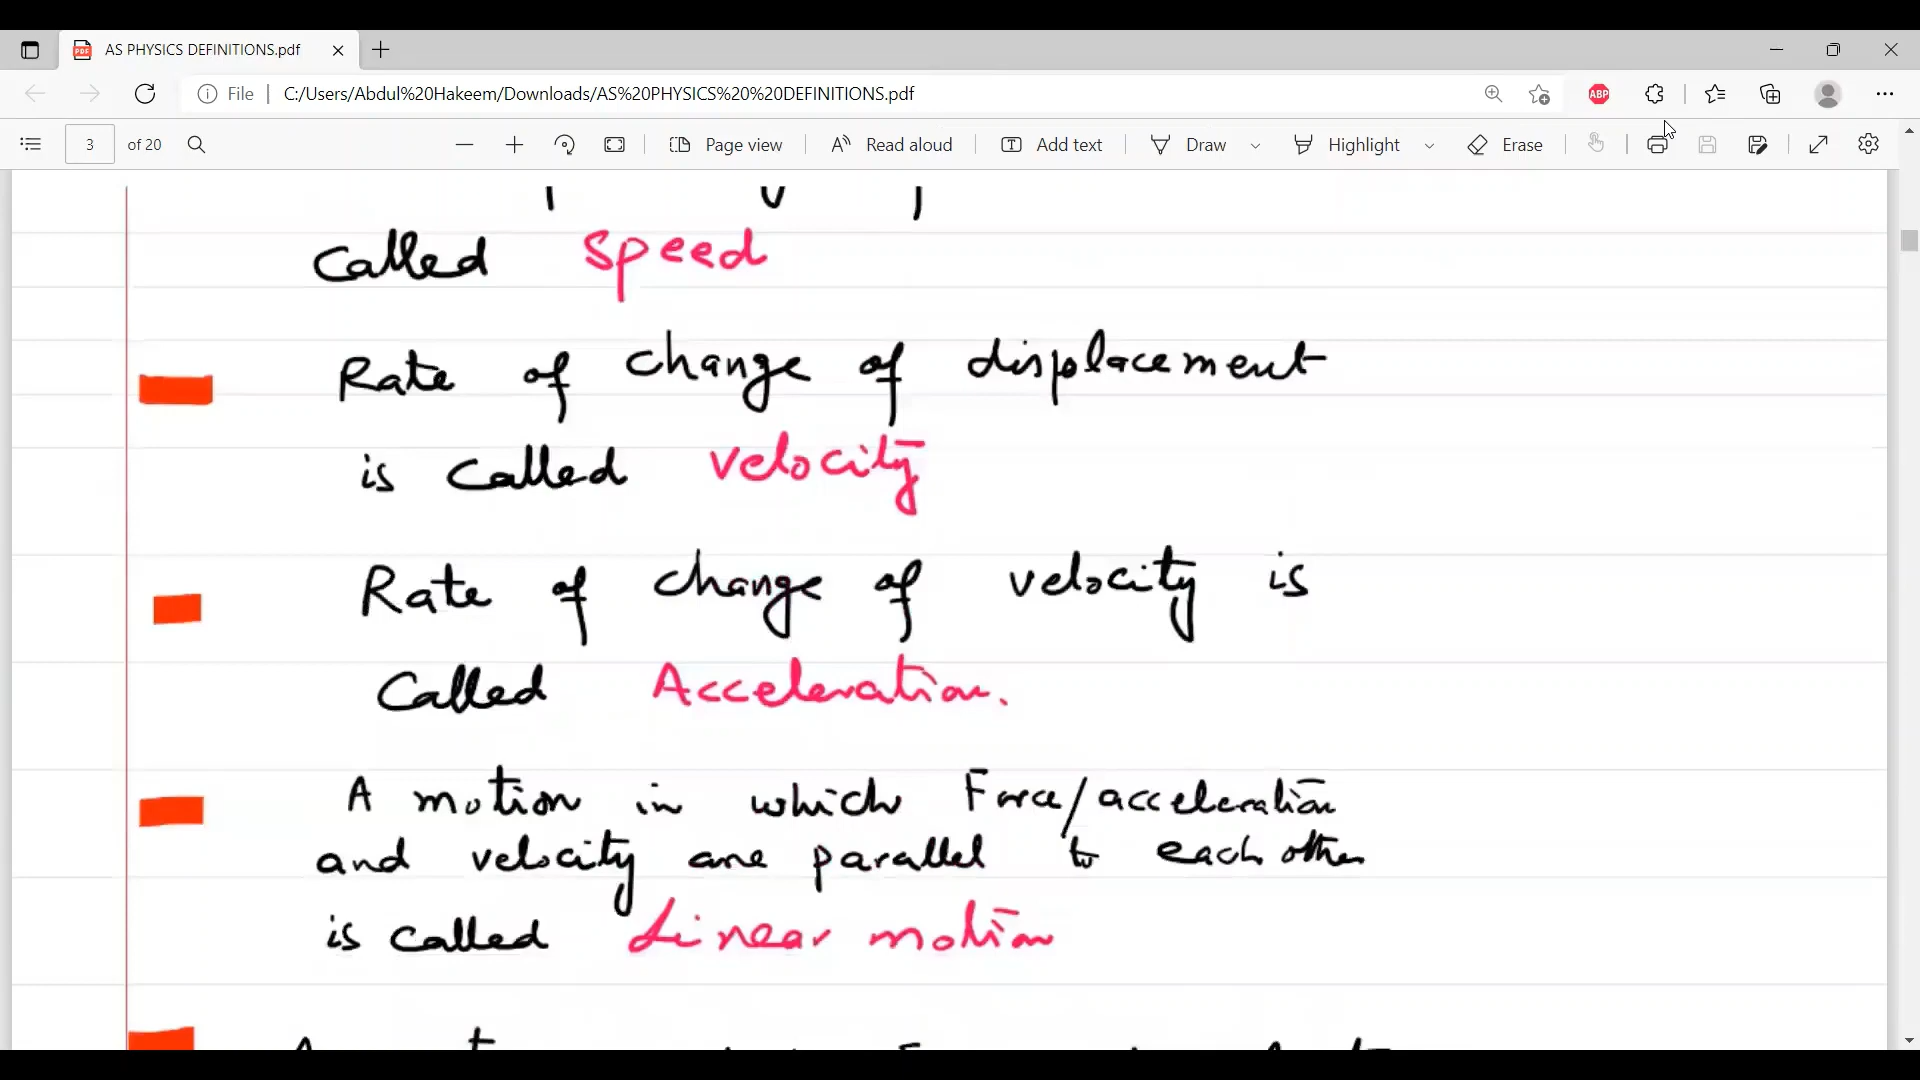 AS PHYSICS DEFINITIONS.pdf
File C:/Users/Abdul%20Hakeem/Downloads/AS%20PHYSICS%20%20DEFINITIONS.pdf ABP
3 of 20 Page view Read aloud Add text Draw Highlight Erase
Called Speed
Rate of change of displacement
is called velocity
Rate of change of velocity is
Called Acceleration.
A motion in which Force/acceleration
and velocity are parallel to each other
is called Linear motion